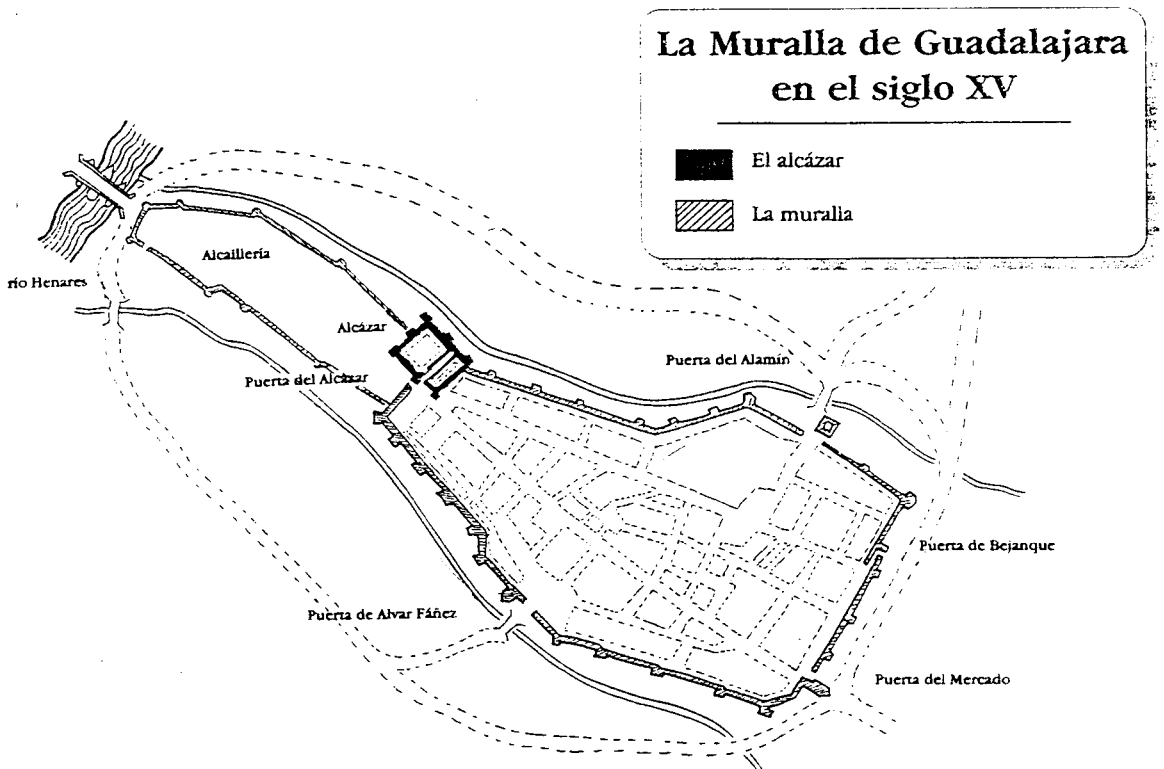 La Muralla de Guadalajara
en el siglo XV
El alcázar
La muralla
Alcaillería
río Henares
Alcázar
Puerta del Alcázar
Puerta del Alamín
Puerta de Bejanque
Puerta de Alvar Fáñez
Puerta del Mercado